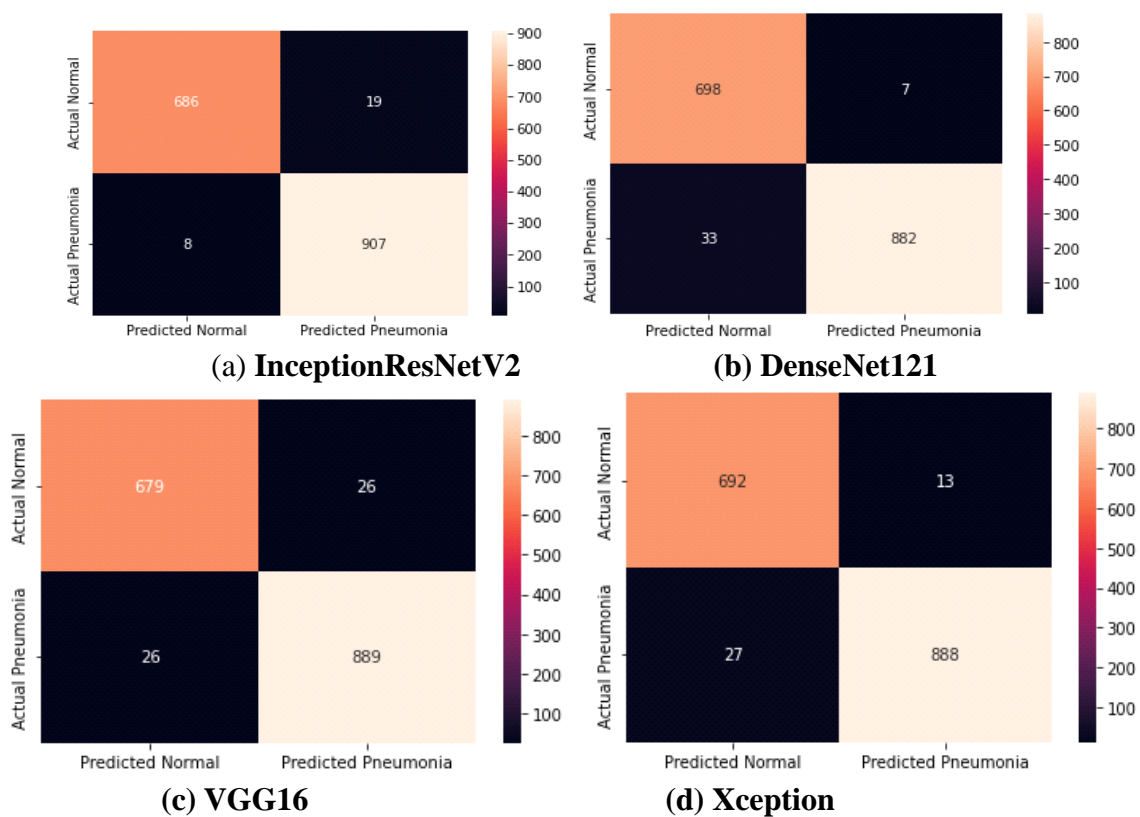 Actual Normal
Actual Pneumonia
686
19
8
907
Predicted Normal
Predicted Pneumonia
900
800
700
600
500
400
300
200
100
(a) InceptionResNetV2
Actual Normal
Actual Pneumonia
698
7
33
882
Predicted Normal
Predicted Pneumonia
800
700
600
500
400
300
200
100
(b) DenseNet121
Actual Normal
Actual Pneumonia
679
26
26
889
Predicted Normal
Predicted Pneumonia
800
700
600
500
400
300
200
100
(c) VGG16
Actual Normal
Actual Pneumonia
692
13
27
888
Predicted Normal
Predicted Pneumonia
800
700
600
500
400
300
200
100
(d) Xception